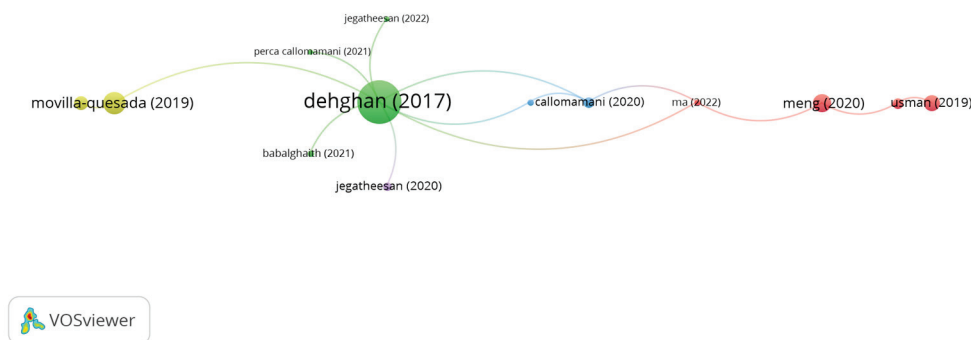 jegatheesan (2022)
perca callomamani (2021)
movilla-quesada (2019)
dehghan (2017)
callomamani (2020)
ma (2022)
meng (2020)
usman (2019)
babalghaith (2021)
jegatheesan (2020)
VOSviewer